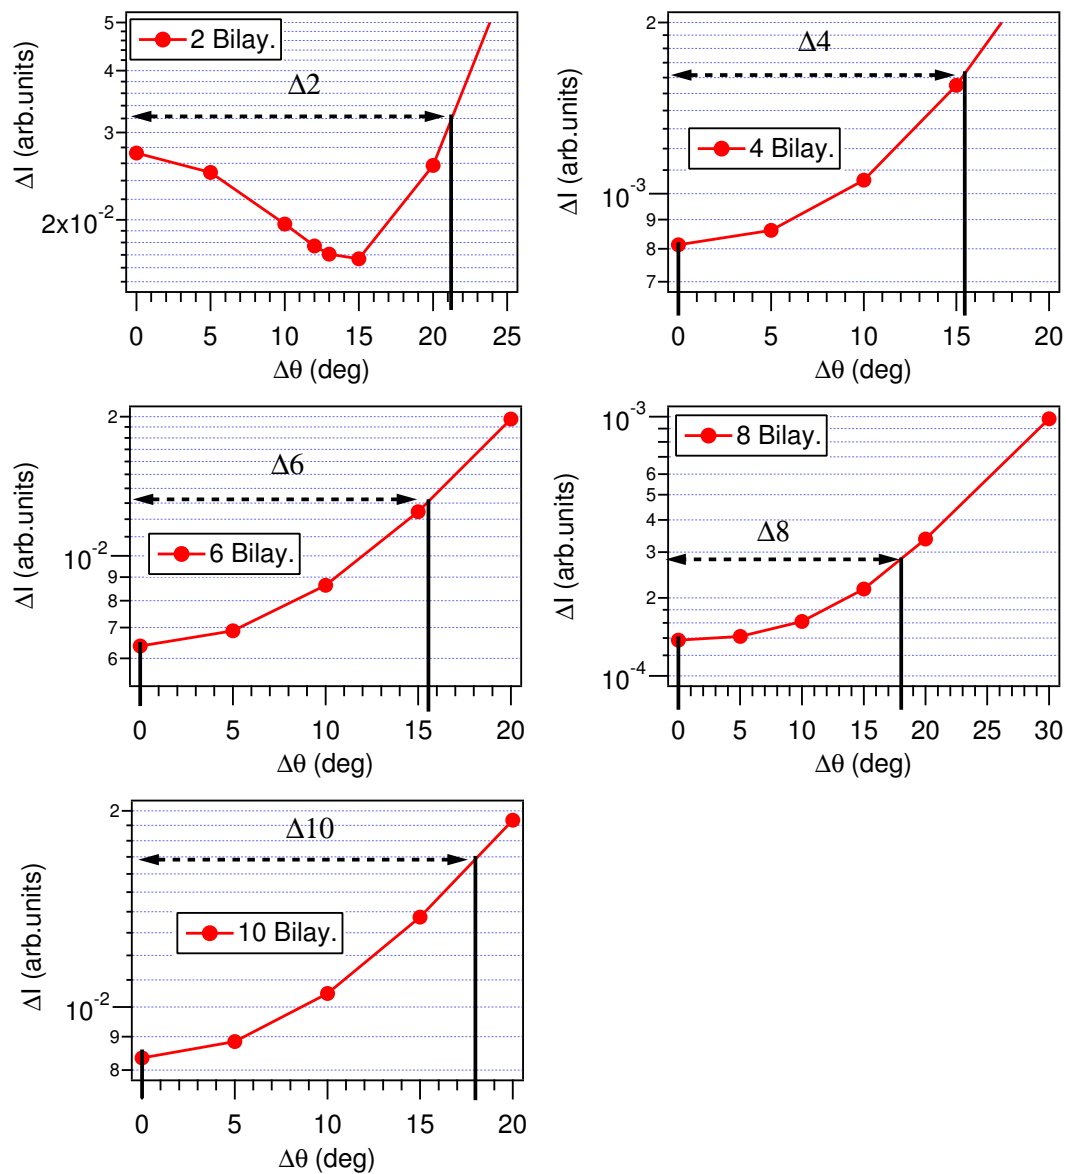 5
4
3
2x10⁻²
ΔI (arb.units)
2 Bilay.
Δ2
0 5 10 15 20 25
Δθ (deg)
2
10⁻³
9
8
7
ΔI (arb.units)
Δ4
4 Bilay.
0 5 10 15 20
Δθ (deg)
2
10⁻²
9
8
7
6
ΔI (arb.units)
Δ6
6 Bilay.
0 5 10 15 20
Δθ (deg)
10⁻³
6
5
4
3
2
10⁻⁴
ΔI (arb.units)
8 Bilay.
Δ8
0 5 10 15 20 25 30
Δθ (deg)
2
10⁻²
9
8
ΔI (arb.units)
Δ10
10 Bilay.
0 5 10 15 20
Δθ (deg)